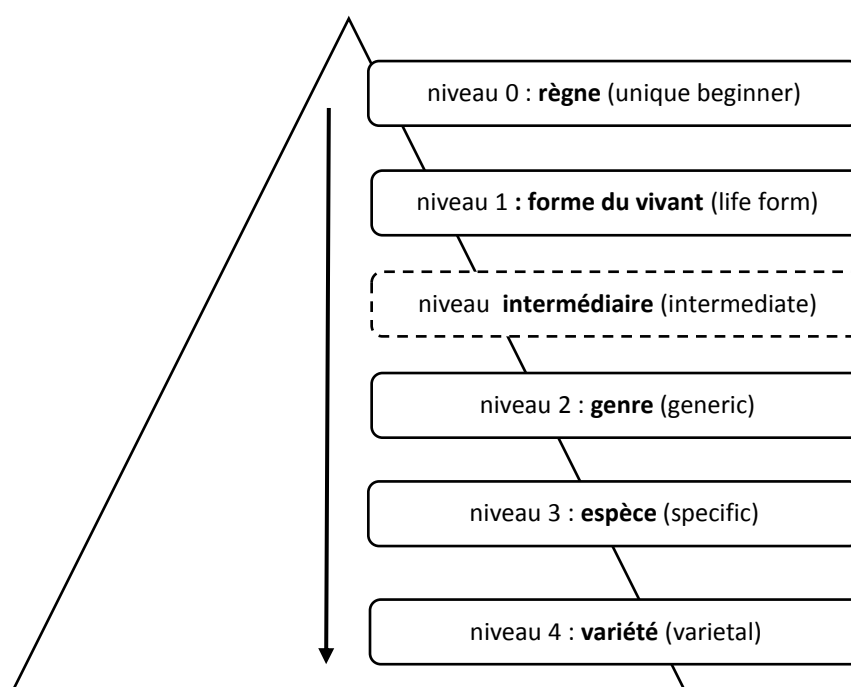 niveau 0 : règne (unique beginner)
niveau 1 : forme du vivant (life form)
niveau intermédiaire (intermediate)
niveau 2 : genre (generic)
niveau 3 : espèce (specific)
niveau 4 : variété (varietal)